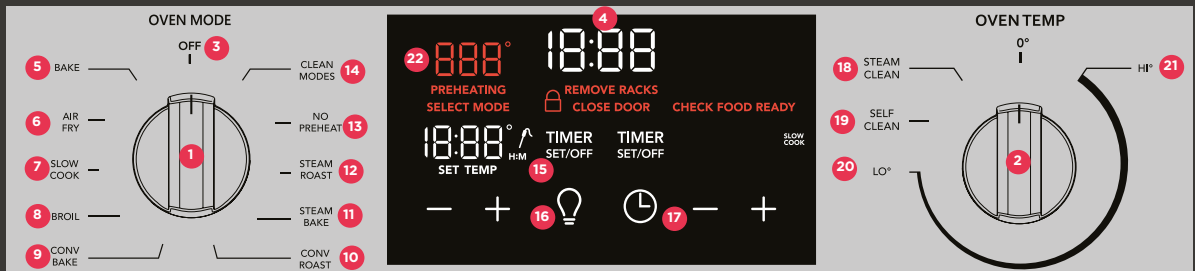 OVEN MODE
OFF 3
5 BAKE
6 AIR
FRY
7 SLOW
COOK
8 BROIL
9 CONV
BAKE
1
CLEAN
MODES 14
NO
PREHEAT 13
STEAM
ROAST 12
STEAM
BAKE 11
CONV
ROAST 10
4
22 888° 18:88
PREHEATING
SELECT MODE
REMOVE RACKS
CLOSE DOOR
CHECK FOOD READY
18:88°
H:M
SET TEMP
15
TIMER
SET/OFF
TIMER
SET/OFF
SLOW
COOK
− + 16 17 − +
OVEN TEMP
0°
18 STEAM
CLEAN
19 SELF
CLEAN
20 LO°
2
HI° 21